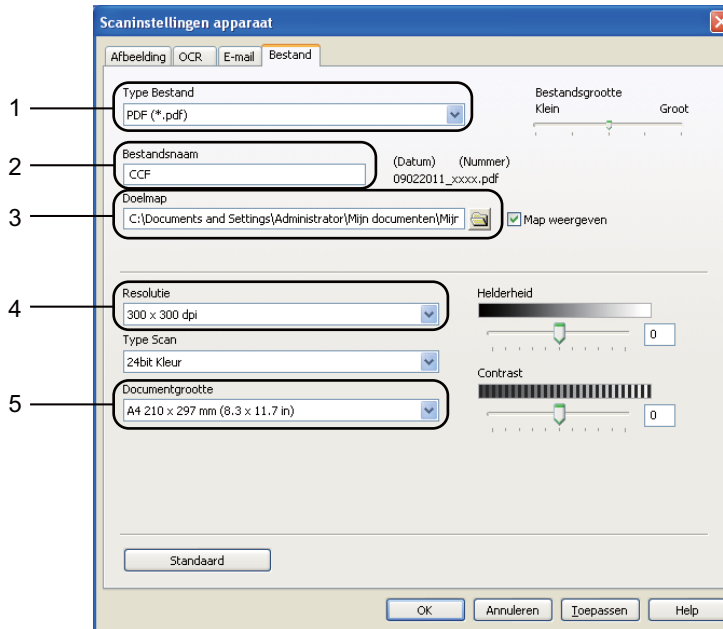 Scaninstellingen apparaat
Afbeelding OCR E-mail Bestand
1
Type Bestand
PDF (*.pdf)
Bestandsgrootte
Klein Groot
2
Bestandsnaam
CCF
(Datum) (Nummer)
09022011_xxxx.pdf
3
Doelmap
C:\Documents and Settings\Administrator\Mijn documenten\Mijr
Map weergeven
4
Resolutie
300 x 300 dpi
Helderheid
0
Type Scan
24bit Kleur
Contrast
5
Documentgrootte
A4 210 x 297 mm (8.3 x 11.7 in)
0
Standaard
OK Annuleren Toepassen Help